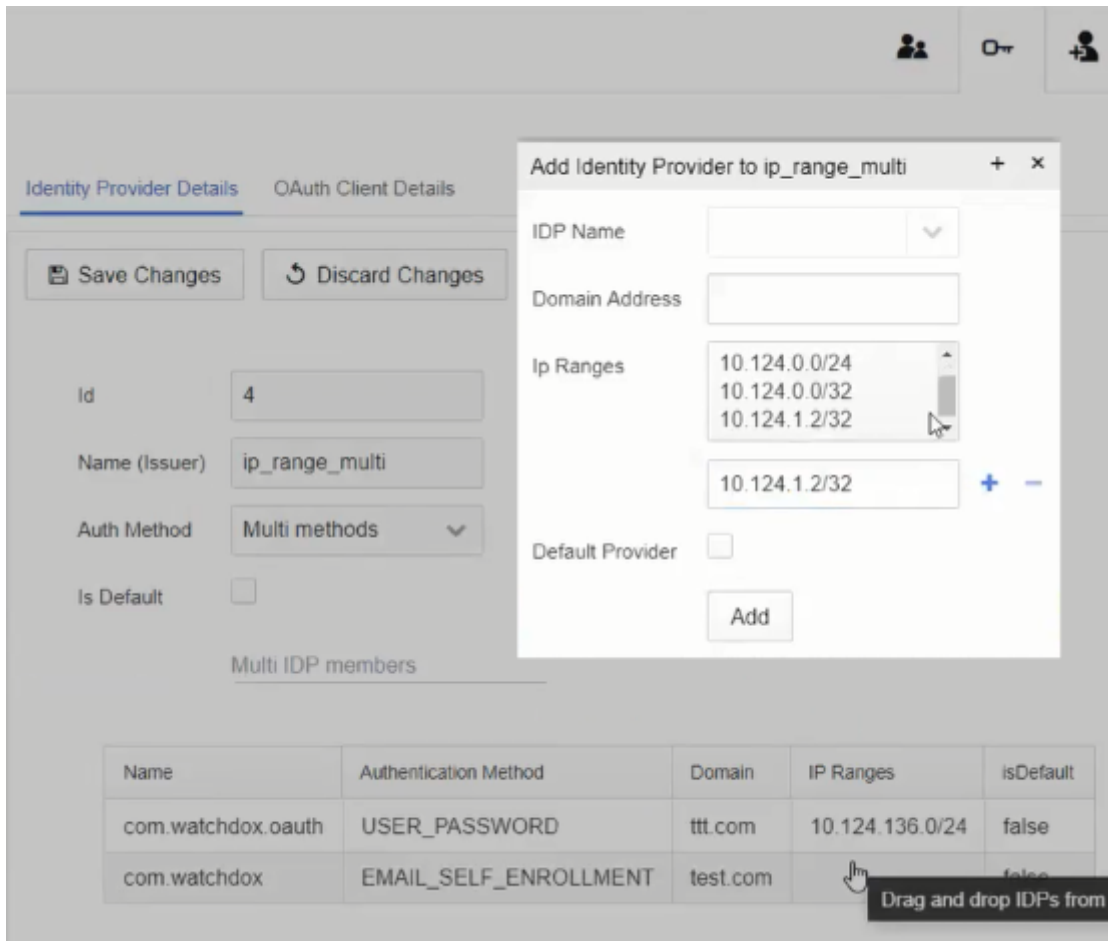 Add Identity Provider to ip_range_multi
Identity Provider Details OAuth Client Details
IDP Name
Save Changes Discard Changes
Domain Address
Ip Ranges
10.124.0.0/24
10.124.0.0/32
10.124.1.2/32
10.124.1.2/32
Default Provider
Add
Id 4
Name (Issuer) ip_range_multi
Auth Method Multi methods
Is Default
Multi IDP members
Name Authentication Method Domain IP Ranges isDefault
com.watchdox.oauth USER_PASSWORD ttt.com 10.124.136.0/24 false
com.watchdox EMAIL_SELF_ENROLLMENT test.com false
Drag and drop IDPs from